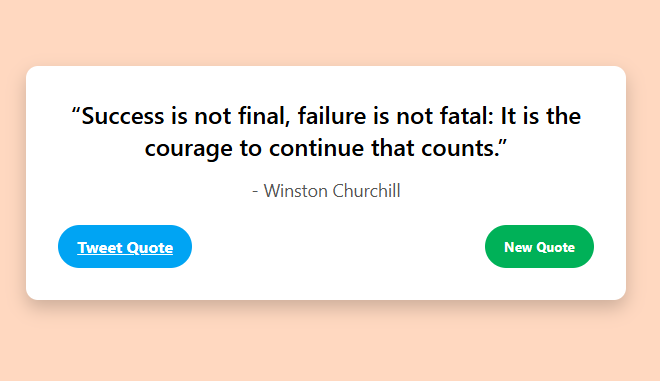 “Success is not final, failure is not fatal: It is the
courage to continue that counts.”
- Winston Churchill
Tweet Quote
New Quote